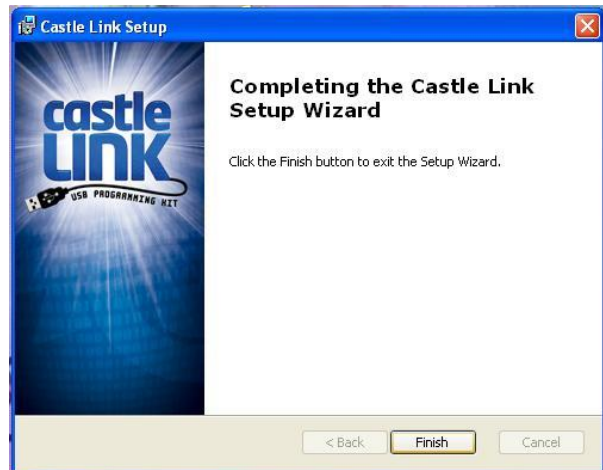 Castle Link Setup
castle
LINK
USB PROGRAMMING KIT
Completing the Castle Link
Setup Wizard
Click the Finish button to exit the Setup Wizard.
< Back
Finish
Cancel